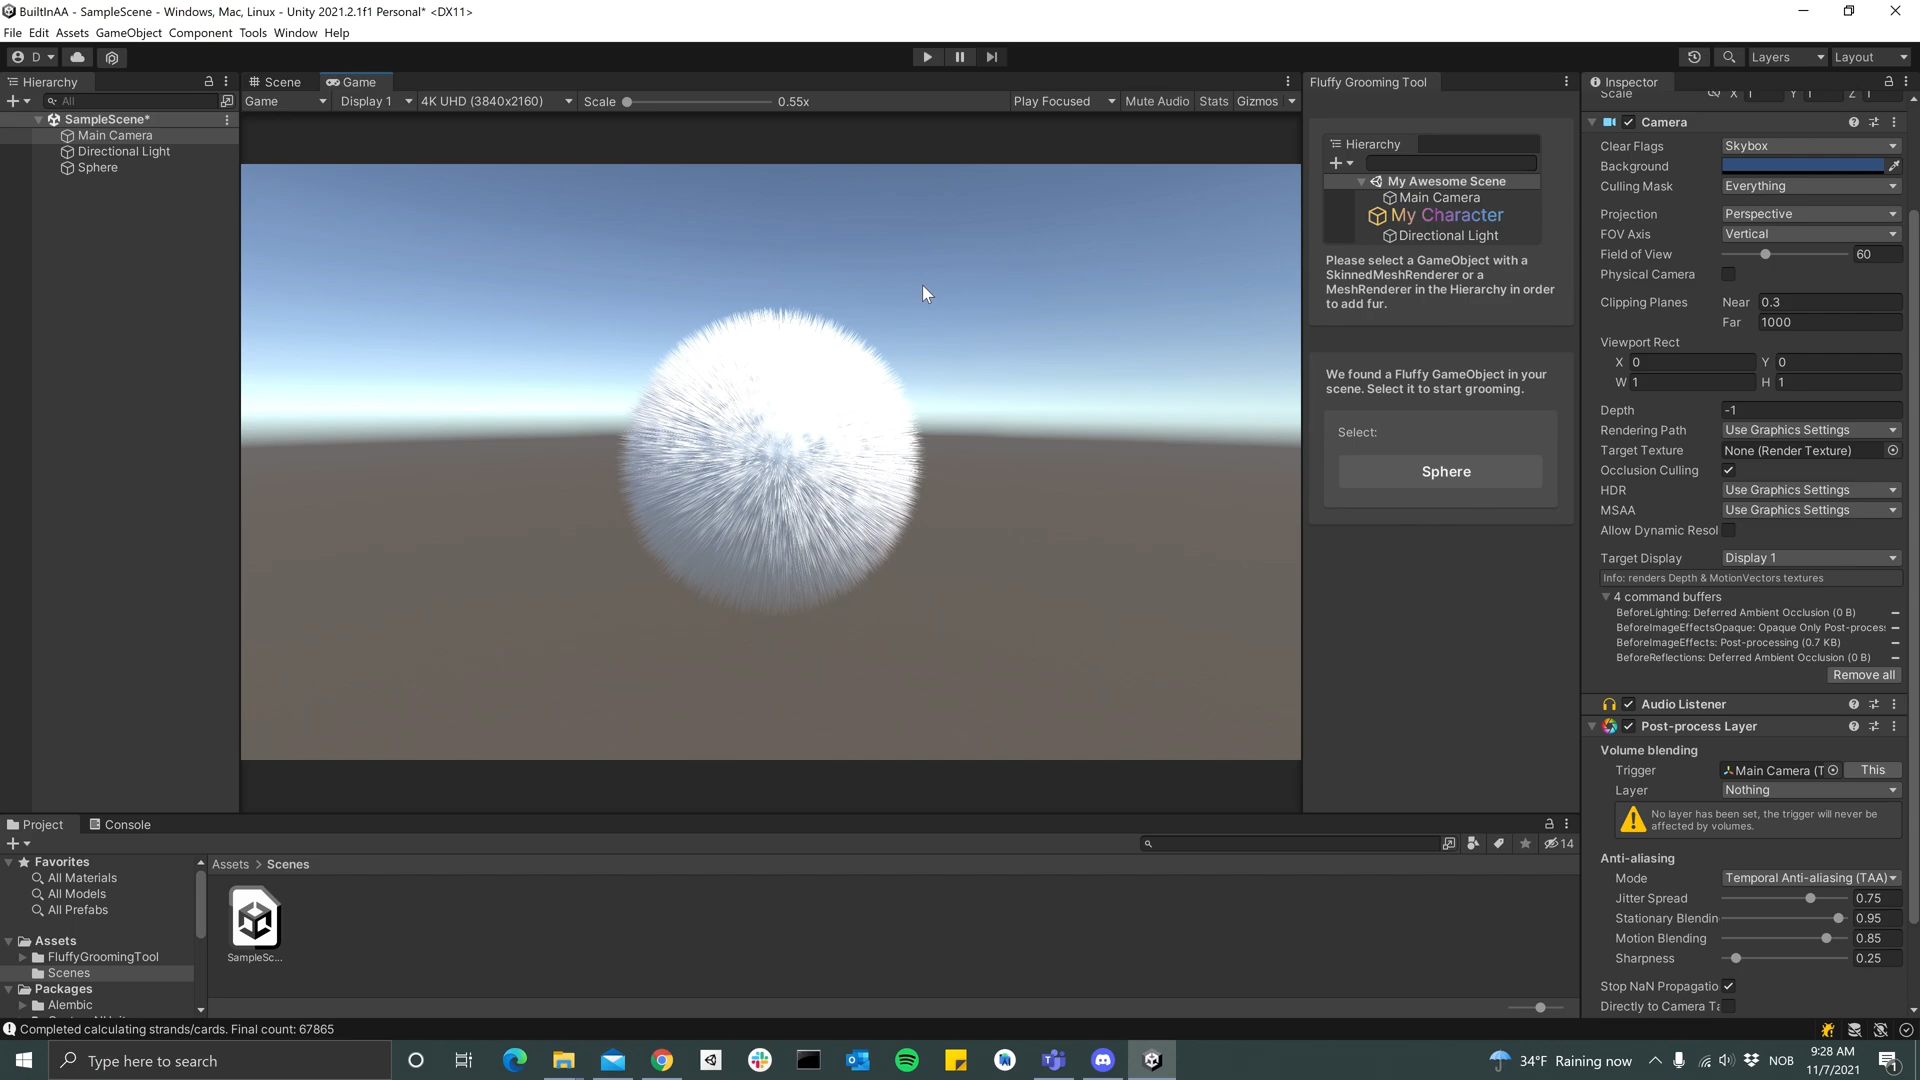 BuiltInAA - SampleScene - Windows, Mac, Linux - Unity 2021.2.1f1 Personal* <DX11>
File Edit Assets GameObject Component Tools Window Help
D
Layers
Layout
Hierarchy
All
SampleScene*
Main Camera
Directional Light
Sphere
Scene
Game
Game
Display 1
4K UHD (3840x2160)
Scale
0.55x
Play Focused
Mute Audio
Stats
Gizmos
Fluffy Grooming Tool
Hierarchy
My Awesome Scene
Main Camera
My Character
Directional Light
Please select a GameObject with a
SkinnedMeshRenderer or a
MeshRenderer in the Hierarchy in order
to add fur.
We found a Fluffy GameObject in your
scene. Select it to start grooming.
Select:
Sphere
Inspector
Scale X 1 Y 1 Z 1
Camera
Clear Flags Skybox
Background
Culling Mask Everything
Projection Perspective
FOV Axis Vertical
Field of View 60
Physical Camera
Clipping Planes Near 0.3
Far 1000
Viewport Rect
X 0 Y 0
W 1 H 1
Depth -1
Rendering Path Use Graphics Settings
Target Texture None (Render Texture)
Occlusion Culling
HDR Use Graphics Settings
MSAA Use Graphics Settings
Allow Dynamic Resol
Target Display Display 1
Info: renders Depth & MotionVectors textures
4 command buffers
BeforeLighting: Deferred Ambient Occlusion (0 B)
BeforeImageEffectsOpaque: Opaque Only Post-process
BeforeImageEffects: Post-processing (0.7 KB)
BeforeReflections: Deferred Ambient Occlusion (0 B)
Remove all
Audio Listener
Post-process Layer
Volume blending
Trigger Main Camera (T This
Layer Nothing
No layer has been set, the trigger will never be
affected by volumes.
Anti-aliasing
Mode Temporal Anti-aliasing (TAA)
Jitter Spread 0.75
Stationary Blendin 0.95
Motion Blending 0.85
Sharpness 0.25
Stop NaN Propagatio
Directly to Camera Ta
Project
Console
14
Favorites
All Materials
All Models
All Prefabs
Assets
FluffyGroomingTool
Scenes
Packages
Alembic
Assets > Scenes
SampleSc...
Completed calculating strands/cards. Final count: 67865
Type here to search
34°F Raining now
NOB
9:28 AM
11/7/2021
1